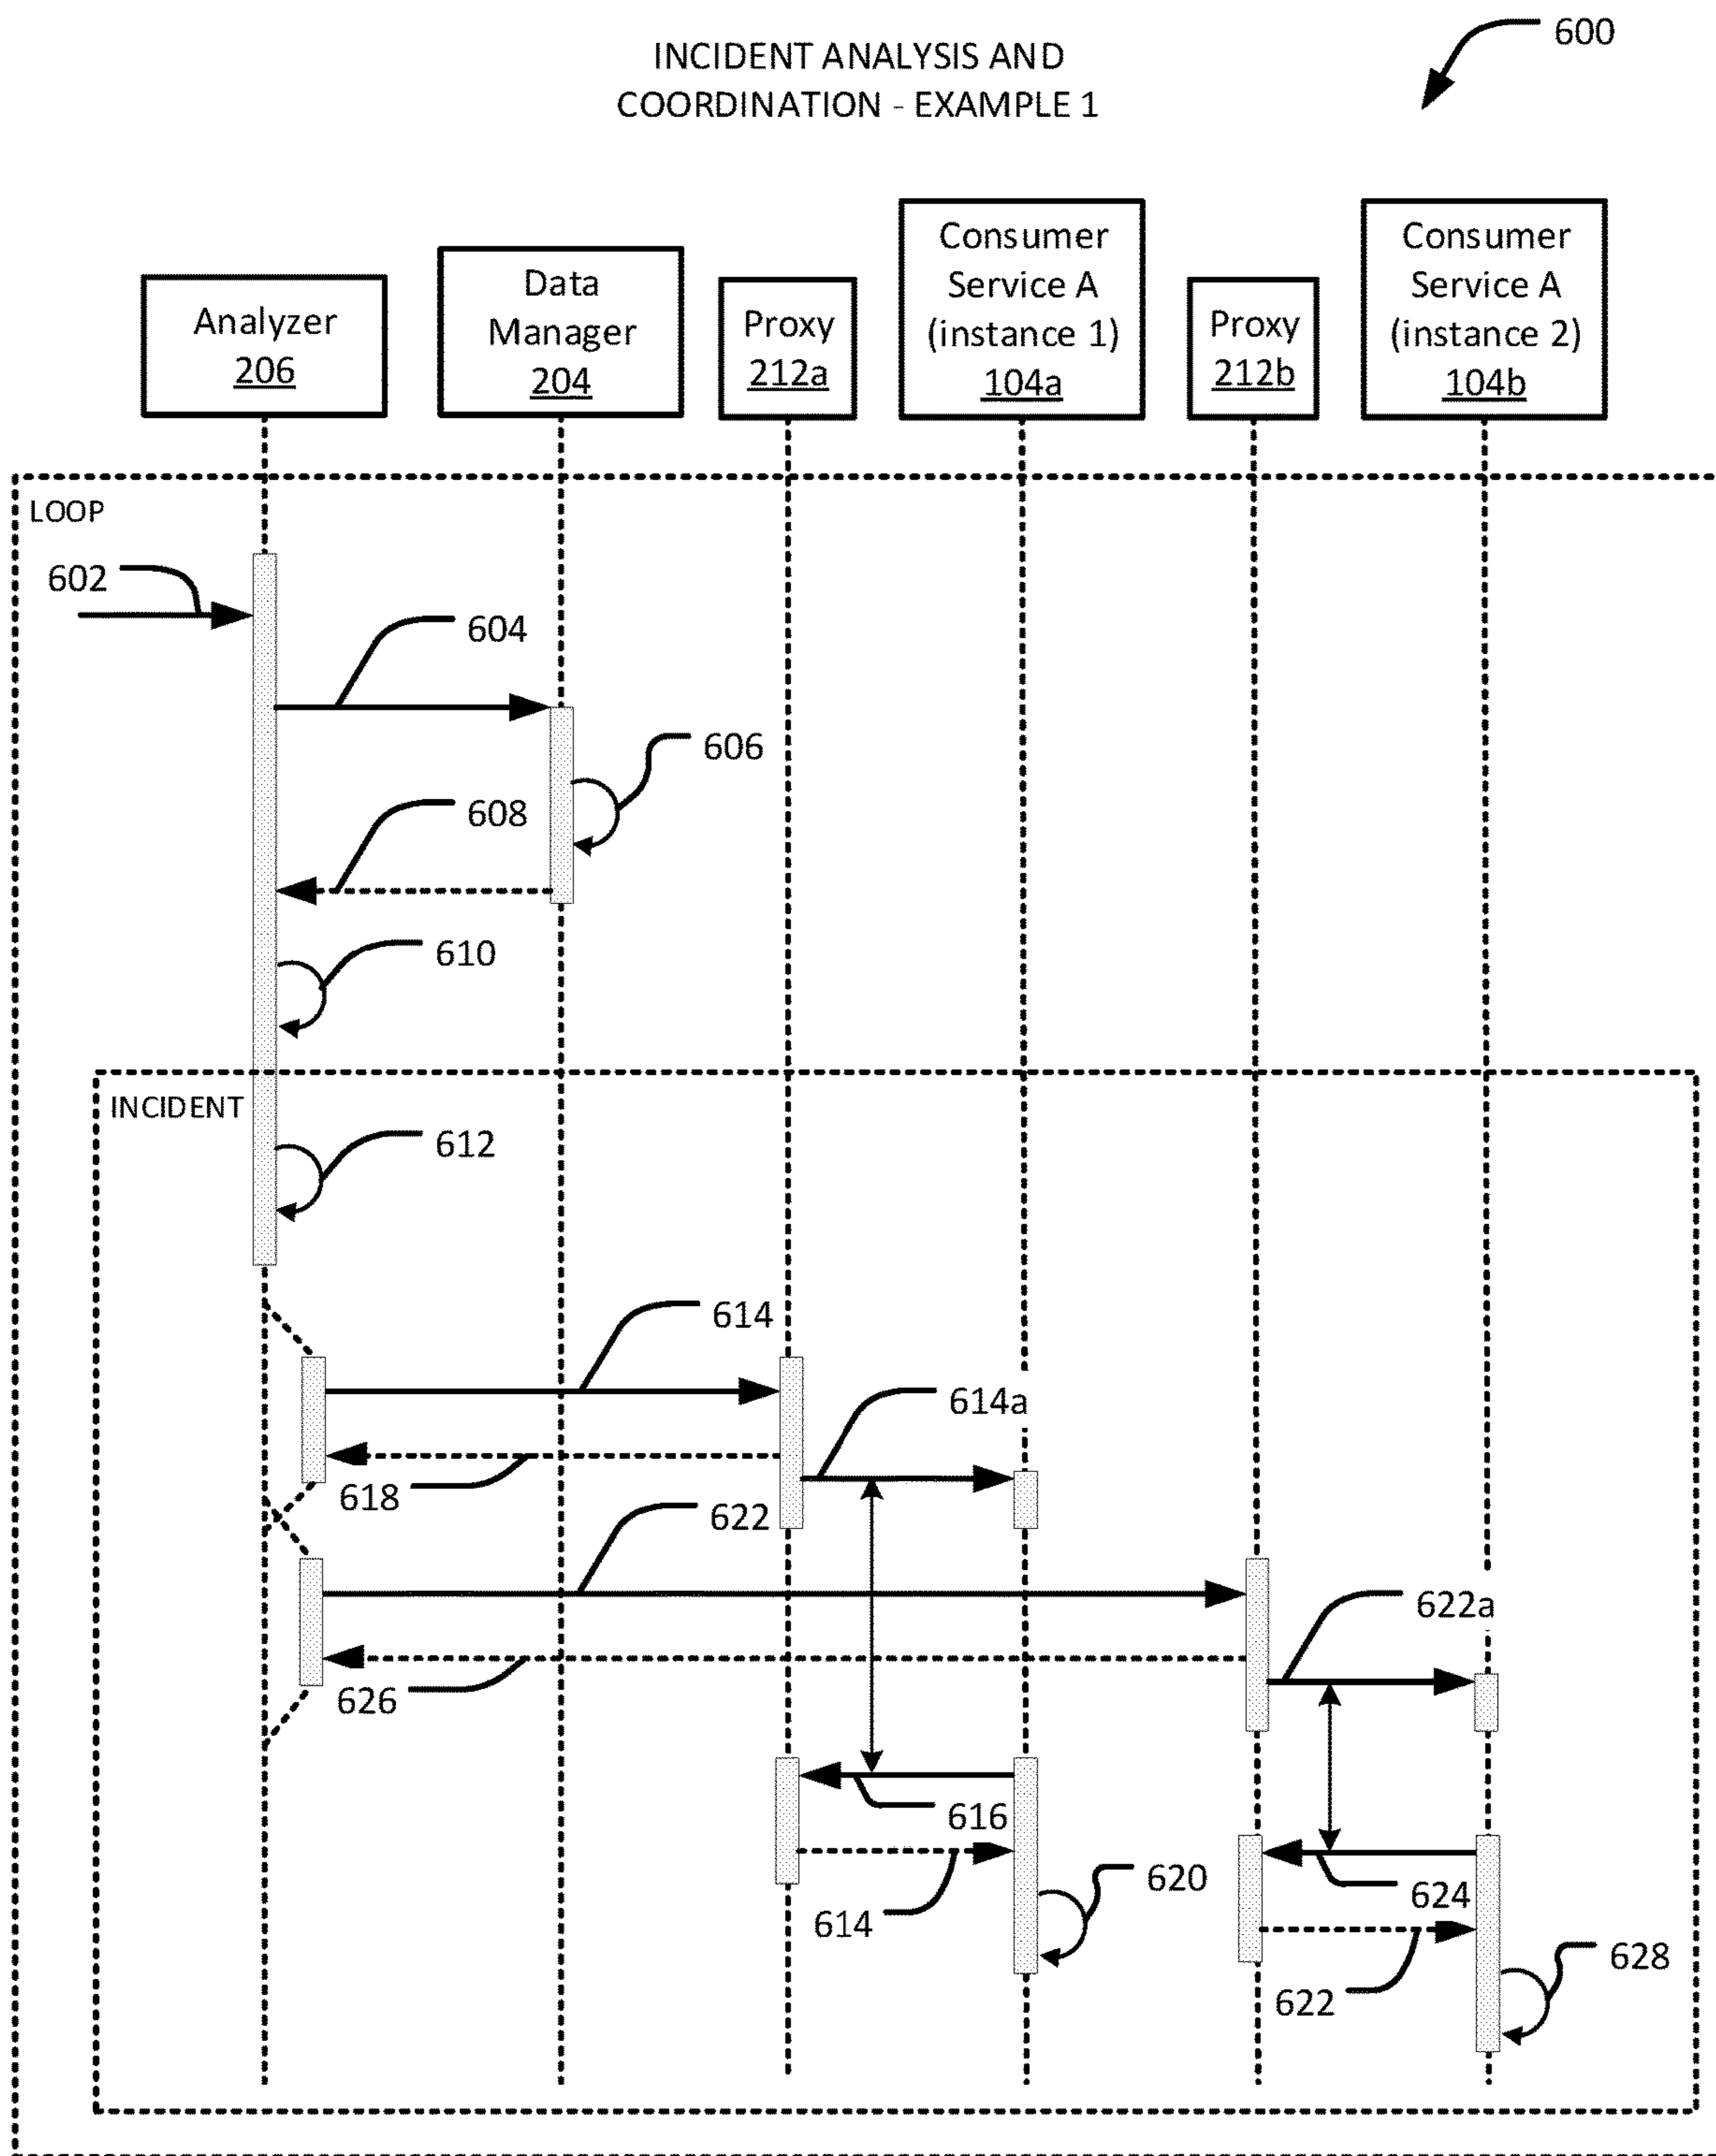 600
INCIDENT ANALYSIS AND
COORDINATION - EXAMPLE 1
Analyzer
206
Data
Manager
204
Proxy
212a
Consumer
Service A
(instance 1)
104a
Proxy
212b
Consumer
Service A
(instance 2)
104b
LOOP
602
604
606
608
610
INCIDENT
612
614
614a
618
622
622a
626
616
620
614
624
628
622